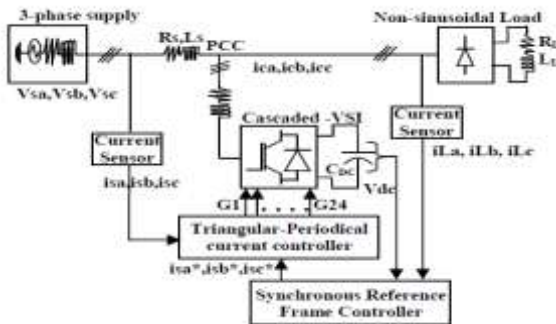 3-phase supply
Non-sinusoidal Load
Rs,Ls
PCC
ica,icb,icc
Vsa,Vsb,Vsc
Cascaded -VSI
Current
Sensor
Current
Sensor
isa,isb,isc
iLa, iLb, iLc
CDC
Vdc
G1
. . . .
G24
Triangular-Periodical
current controller
isa*,isb*,isc*
Synchronous Reference
Frame Controller